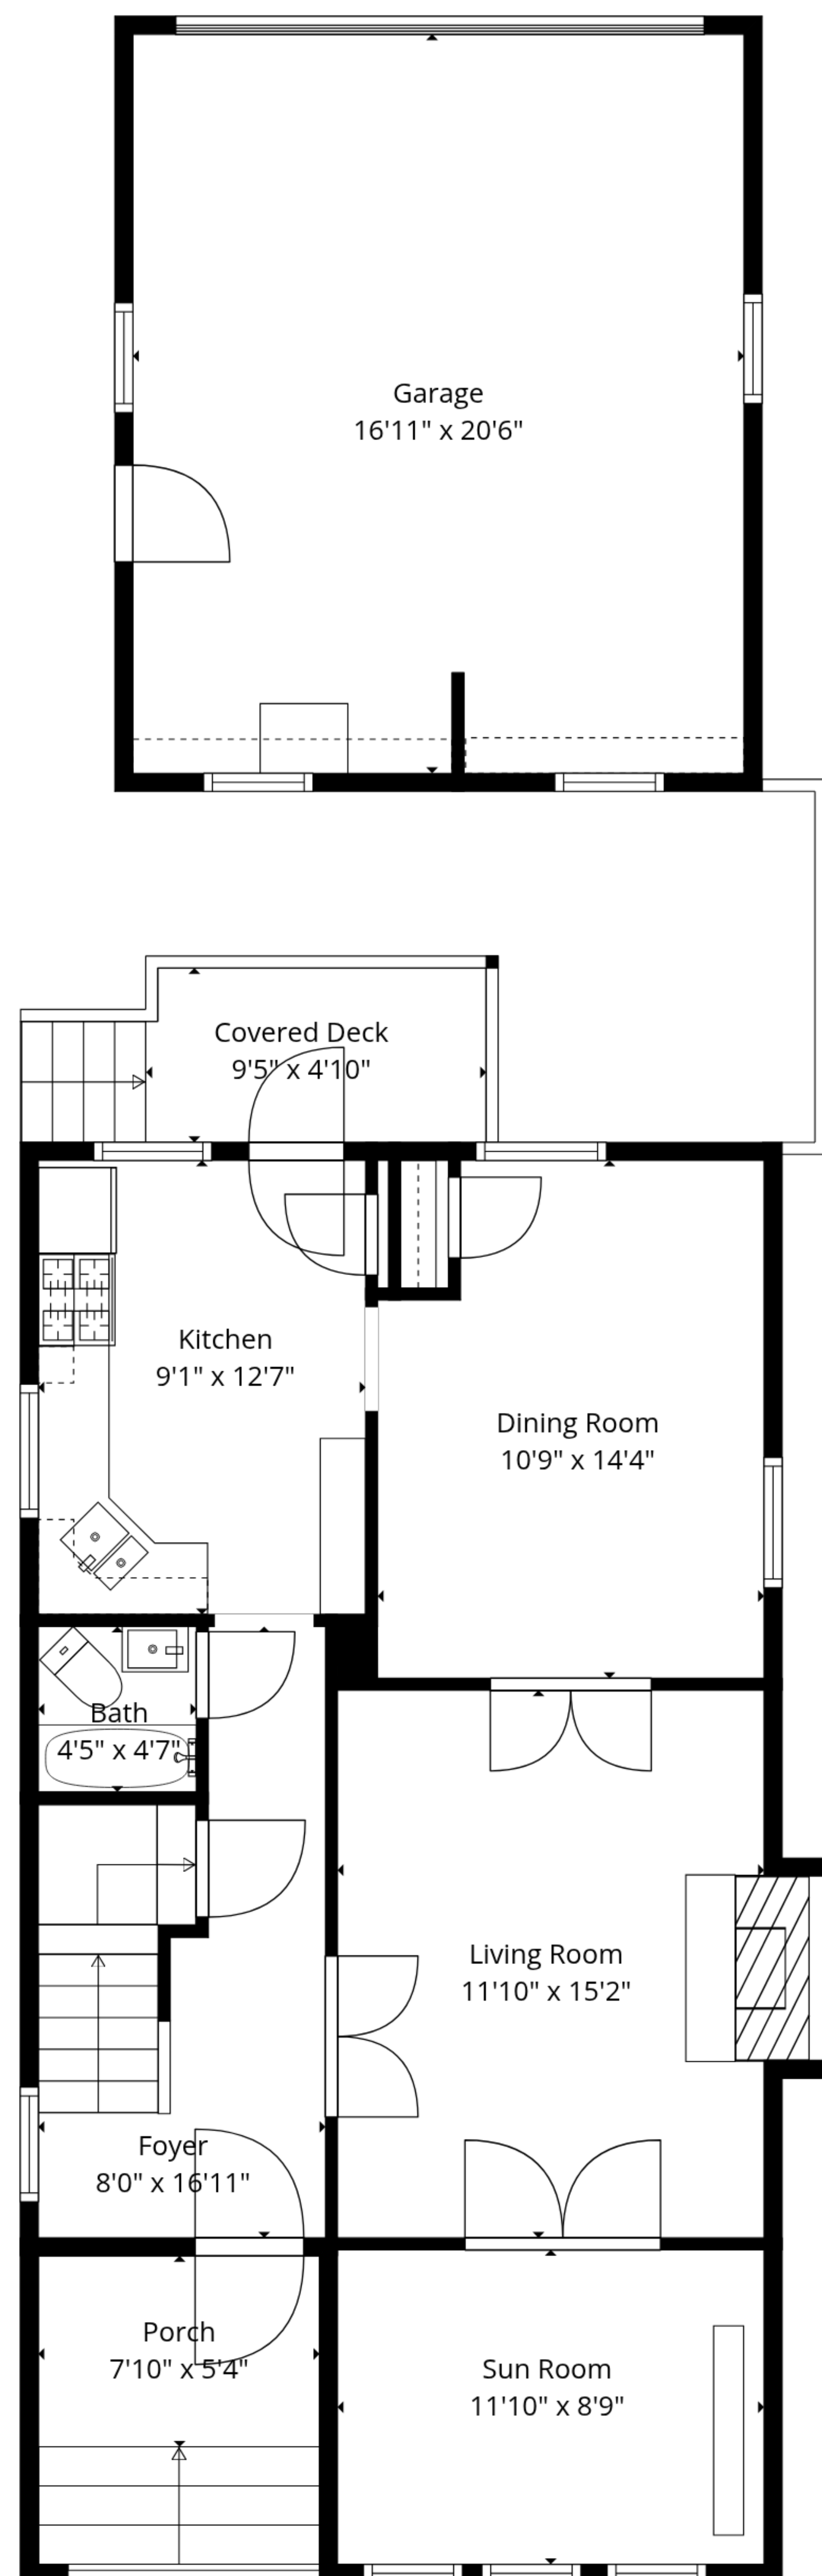 Garage
16'11" x 20'6"
Covered Deck
9'5" x 4'10"
Kitchen
9'1" x 12'7"
Dining Room
10'9" x 14'4"
Bath
4'5" x 4'7"
Living Room
11'10" x 15'2"
Foyer
8'0" x 16'11"
Porch
7'10" x 5'4"
Sun Room
11'10" x 8'9"